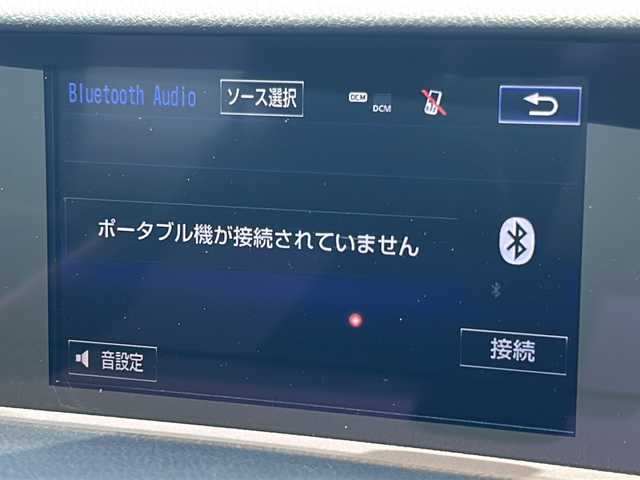 Bluetooth Audio
ソース選択
DCM
DCM
ポータブル機が接続されていません
音設定
接続